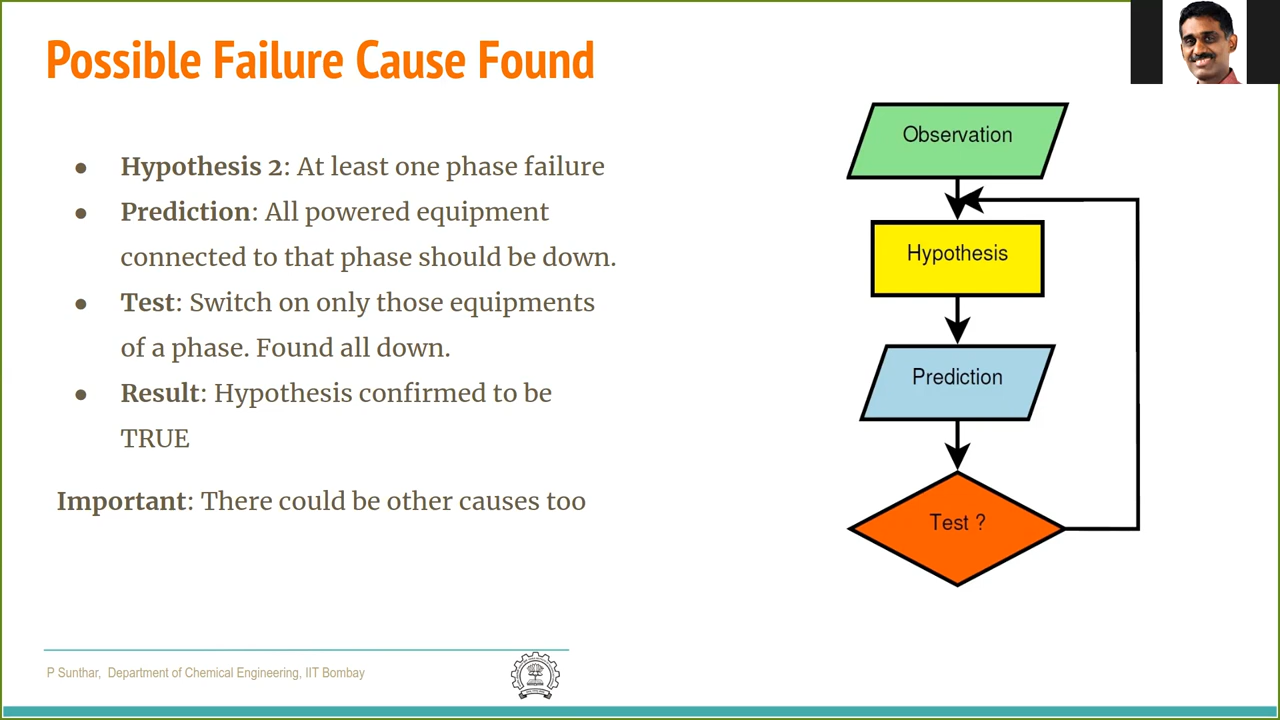 Possible Failure Cause Found
● Hypothesis 2: At least one phase failure
● Prediction: All powered equipment
connected to that phase should be down.
● Test: Switch on only those equipments
of a phase. Found all down.
● Result: Hypothesis confirmed to be
TRUE
Important: There could be other causes too
Observation
Hypothesis
Prediction
Test ?
P Sunthar, Department of Chemical Engineering, IIT Bombay